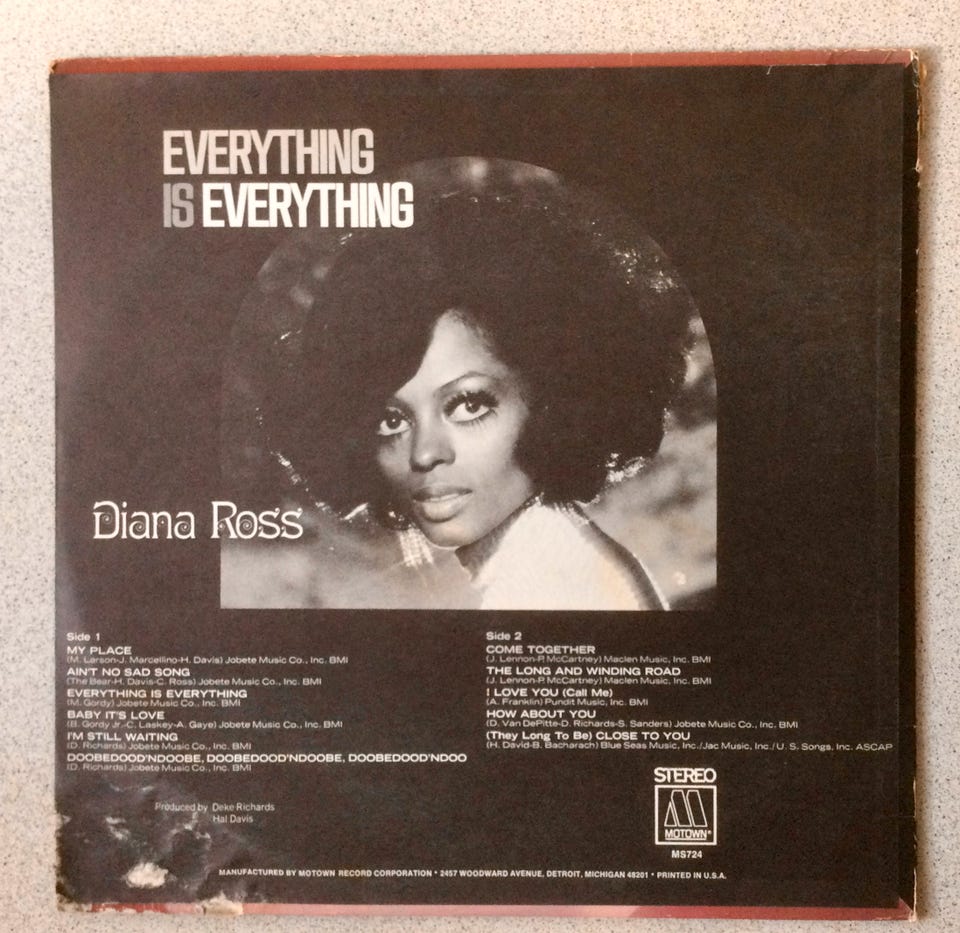 EVERYTHING
IS EVERYTHING
Diana Ross
Side 1
MY PLACE
(M. Larson-J. Marcellino-H. Davis) Jobete Music Co., Inc. BMI
AIN'T NO SAD SONG
(The Bear-H. Davis-C. Ross) Jobete Music Co., Inc. BMI
EVERYTHING IS EVERYTHING
(M. Gordy) Jobete Music Co., Inc. BMI
BABY IT'S LOVE
(B. Gordy Jr.-C. Laskey-A. Gaye) Jobete Music Co., Inc. BMI
I'M STILL WAITING
(D. Richards) Jobete Music Co., Inc. BMI
DOOBEDOOD'NDOOBE, DOOBEDOOD'NDOOBE, DOOBEDOOD'NDOO
(D. Richards) Jobete Music Co., Inc. BMI
Side 2
COME TOGETHER
(J. Lennon-P. McCartney) Maclen Music, Inc. BMI
THE LONG AND WINDING ROAD
(J. Lennon-P. McCartney) Maclen Music, Inc. BMI
I LOVE YOU (Call Me)
(A. Franklin) Pundit Music, Inc. BMI
HOW ABOUT YOU
(D. Van DePitte-D. Richards-S. Sanders) Jobete Music Co., Inc. BMI
(They Long To Be) CLOSE TO YOU
(H. David-B. Bacharach) Blue Seas Music, Inc./Jac Music, Inc./U. S. Songs, Inc. ASCAP
Produced by Deke Richards
Hal Davis
STEREO
MOTOWN®
MS724
MANUFACTURED BY MOTOWN RECORD CORPORATION • 2457 WOODWARD AVENUE, DETROIT, MICHIGAN 48201 • PRINTED IN U.S.A.